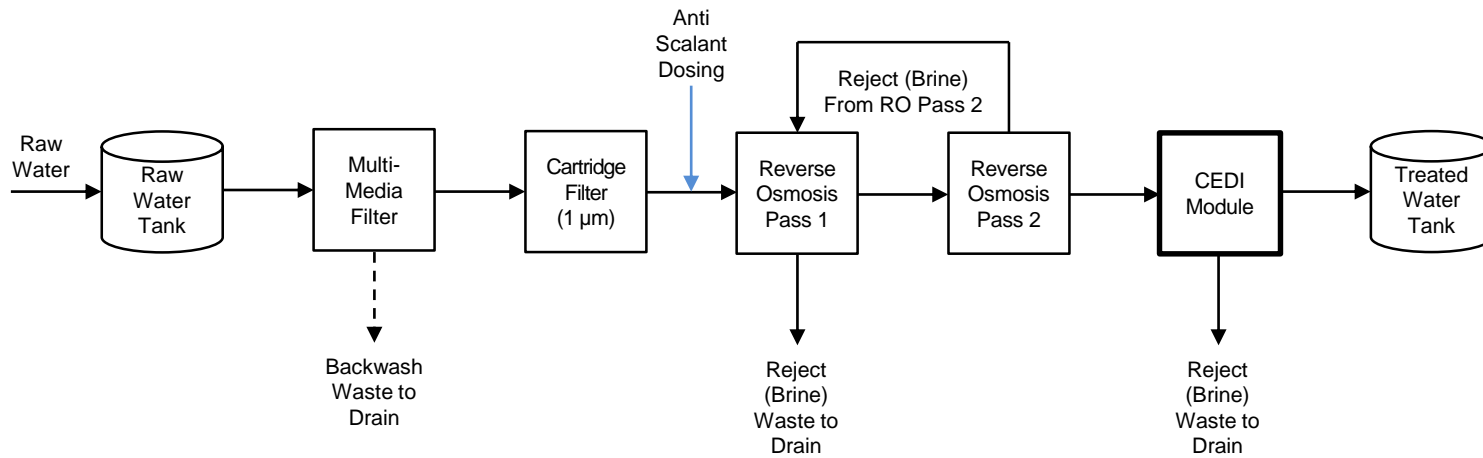 Anti
Scalant
Dosing
Reject (Brine)
From RO Pass 2
Raw
Water
Raw
Water
Tank
Multi-
Media
Filter
Cartridge
Filter
(1 µm)
Reverse
Osmosis
Pass 1
Reverse
Osmosis
Pass 2
CEDI
Module
Treated
Water
Tank
Backwash
Waste to
Drain
Reject
(Brine)
Waste to
Drain
Reject
(Brine)
Waste to
Drain